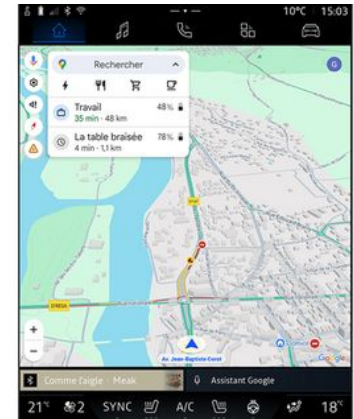 10°C 15:03
Rechercher
G
Travail 48%
35 min · 48 km
La table braisée 78%
4 min · 1,1 km
D985A
Av. Jean-Baptiste-Corot
Google
Comme l'aigle - Meak
Assistant Google
21° 2 SYNC A/C 18°